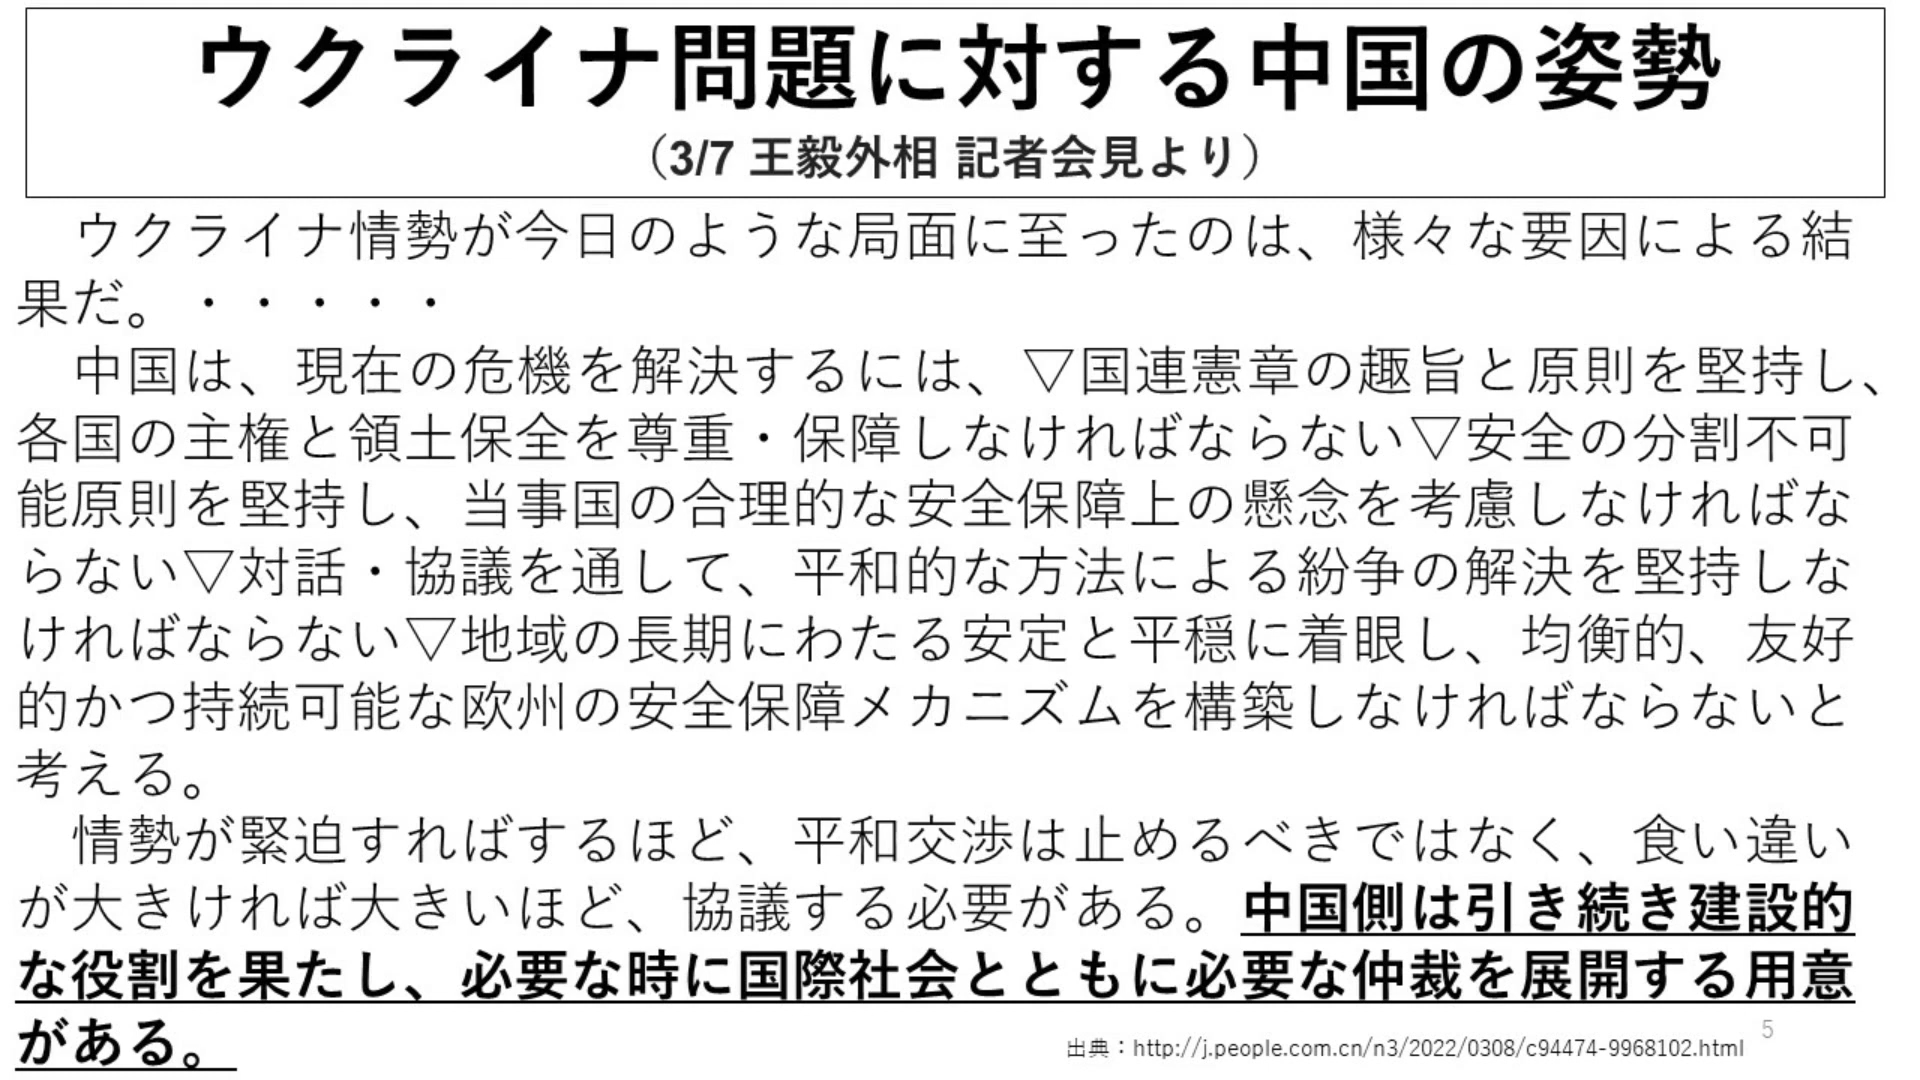 ウクライナ問題に対する中国の姿勢
（3/7 王毅外相 記者会見より）
ウクライナ情勢が今日のような局面に至ったのは、様々な要因による結
果だ。・・・・・
中国は、現在の危機を解決するには、▽国連憲章の趣旨と原則を堅持し、
各国の主権と領土保全を尊重・保障しなければならない▽安全の分割不可
能原則を堅持し、当事国の合理的な安全保障上の懸念を考慮しなければな
らない▽対話・協議を通して、平和的な方法による紛争の解決を堅持しな
ければならない▽地域の長期にわたる安定と平穏に着眼し、均衡的、友好
的かつ持続可能な欧州の安全保障メカニズムを構築しなければならないと
考える。
情勢が緊迫すればするほど、平和交渉は止めるべきではなく、食い違い
が大きければ大きいほど、協議する必要がある。中国側は引き続き建設的
な役割を果たし、必要な時に国際社会とともに必要な仲裁を展開する用意
がある。
出典：http://j.people.com.cn/n3/2022/0308/c94474-9968102.html
5